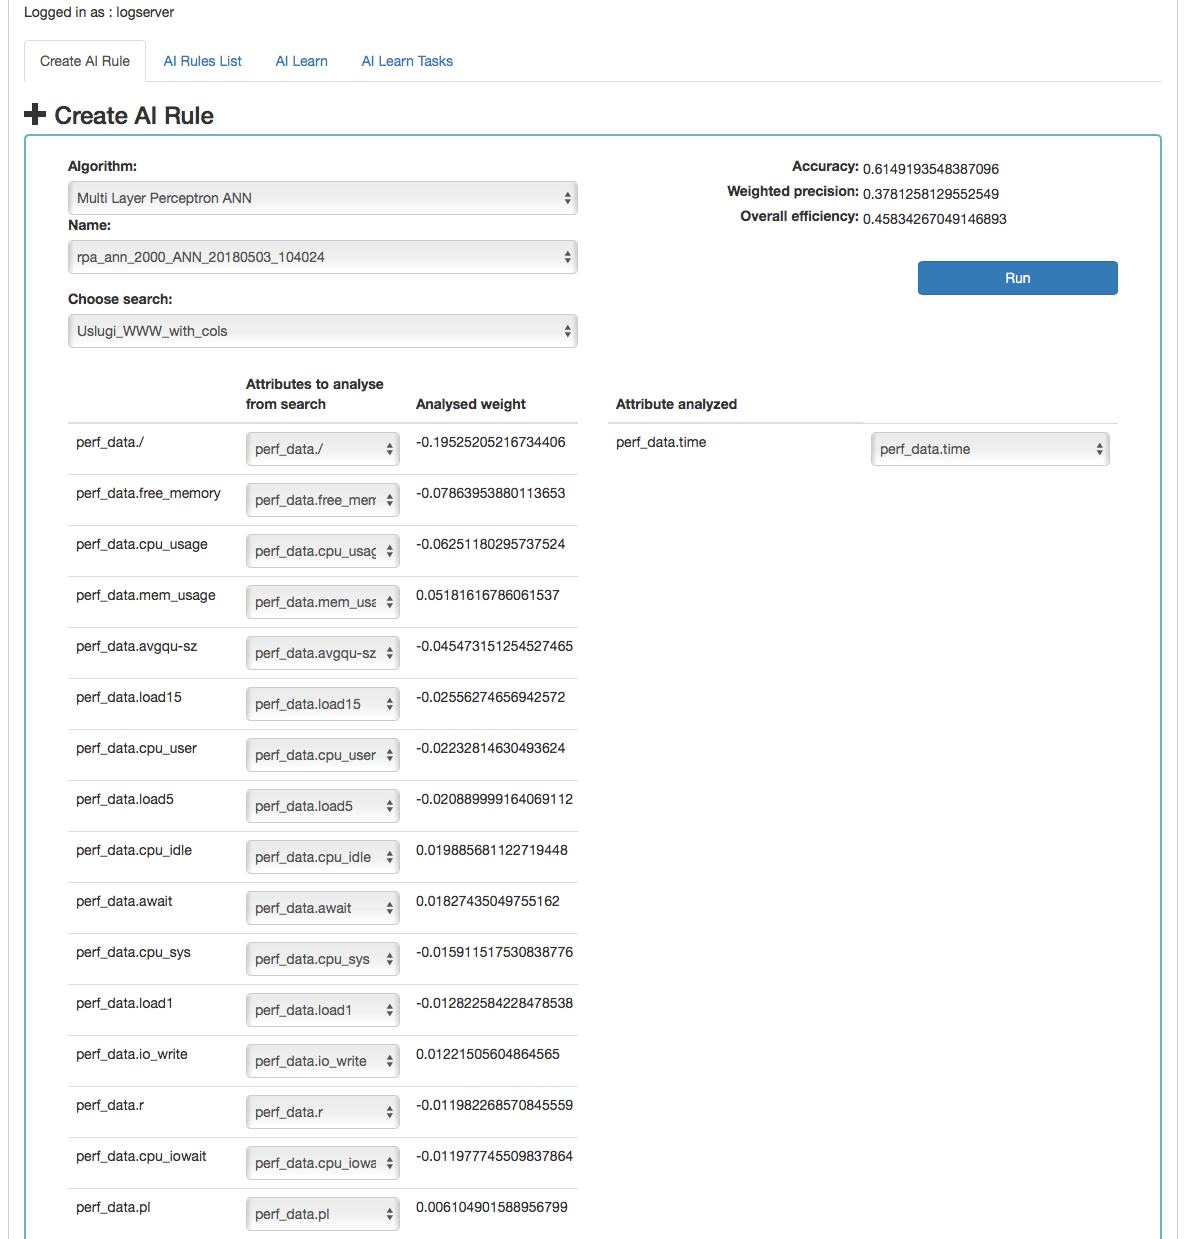 Logged in as : logserver
Create AI Rule AI Rules List AI Learn AI Learn Tasks
Create AI Rule
Algorithm:
Multi Layer Perceptron ANN
Name:
rpa_ann_2000_ANN_20180503_104024
Choose search:
Uslugi_WWW_with_cols
Accuracy: 0.6149193548387096
Weighted precision: 0.3781258129552549
Overall efficiency: 0.45834267049146893
Run
Attributes to analyse
from search Analysed weight
perf_data./ perf_data./ -0.19525205216734406
perf_data.free_memory perf_data.free_mem -0.07863953880113653
perf_data.cpu_usage perf_data.cpu_usag -0.06251180295737524
perf_data.mem_usage perf_data.mem_usa 0.05181616786061537
perf_data.avgqu-sz perf_data.avgqu-sz -0.045473151254527465
perf_data.load15 perf_data.load15 -0.02556274656942572
perf_data.cpu_user perf_data.cpu_user -0.02232814630493624
perf_data.load5 perf_data.load5 -0.020889999164069112
perf_data.cpu_idle perf_data.cpu_idle 0.019885681122719448
perf_data.await perf_data.await 0.01827435049755162
perf_data.cpu_sys perf_data.cpu_sys -0.015911517530838776
perf_data.load1 perf_data.load1 -0.012822584228478538
perf_data.io_write perf_data.io_write 0.01221505604864565
perf_data.r perf_data.r -0.011982268570845559
perf_data.cpu_iowait perf_data.cpu_iowa -0.011977745509837864
perf_data.pl perf_data.pl 0.006104901588956799
Attribute analyzed
perf_data.time perf_data.time